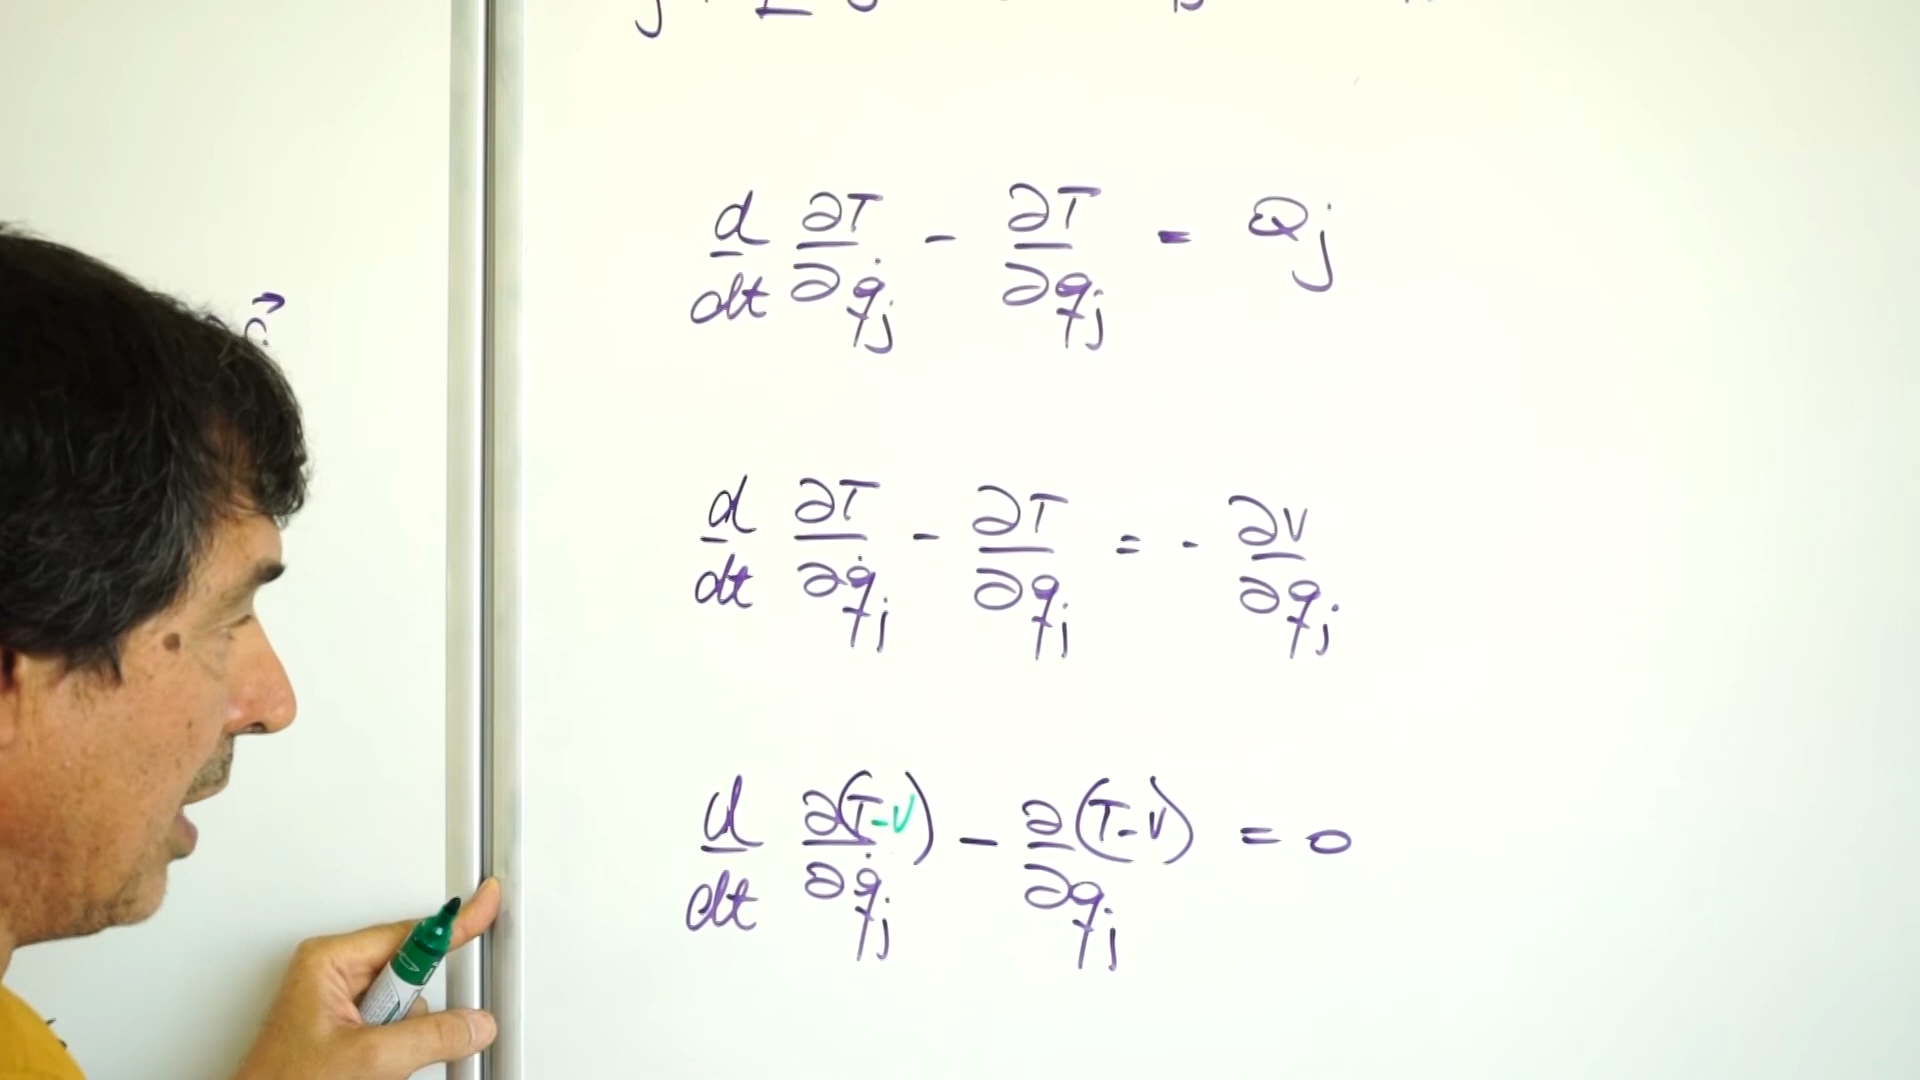 d/dt ∂T/∂q̇j - ∂T/∂qj = Qj
d/dt ∂T/∂q̇j - ∂T/∂qj = - ∂V/∂qj
d/dt ∂(T-V)/∂q̇j - ∂(T-V)/∂qj = 0